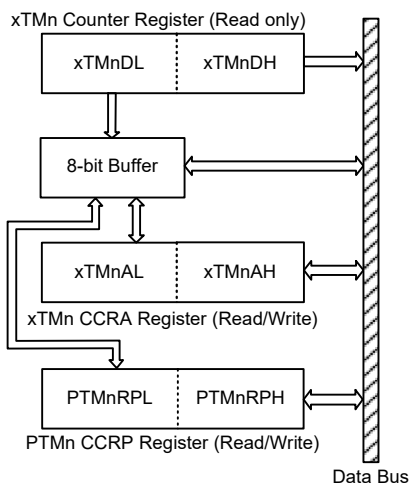 xTMn Counter Register (Read only)
xTMnDL xTMnDH
8-bit Buffer
xTMnAL xTMnAH
xTMn CCRA Register (Read/Write)
PTMnRPL PTMnRPH
PTMn CCRP Register (Read/Write)
Data Bus